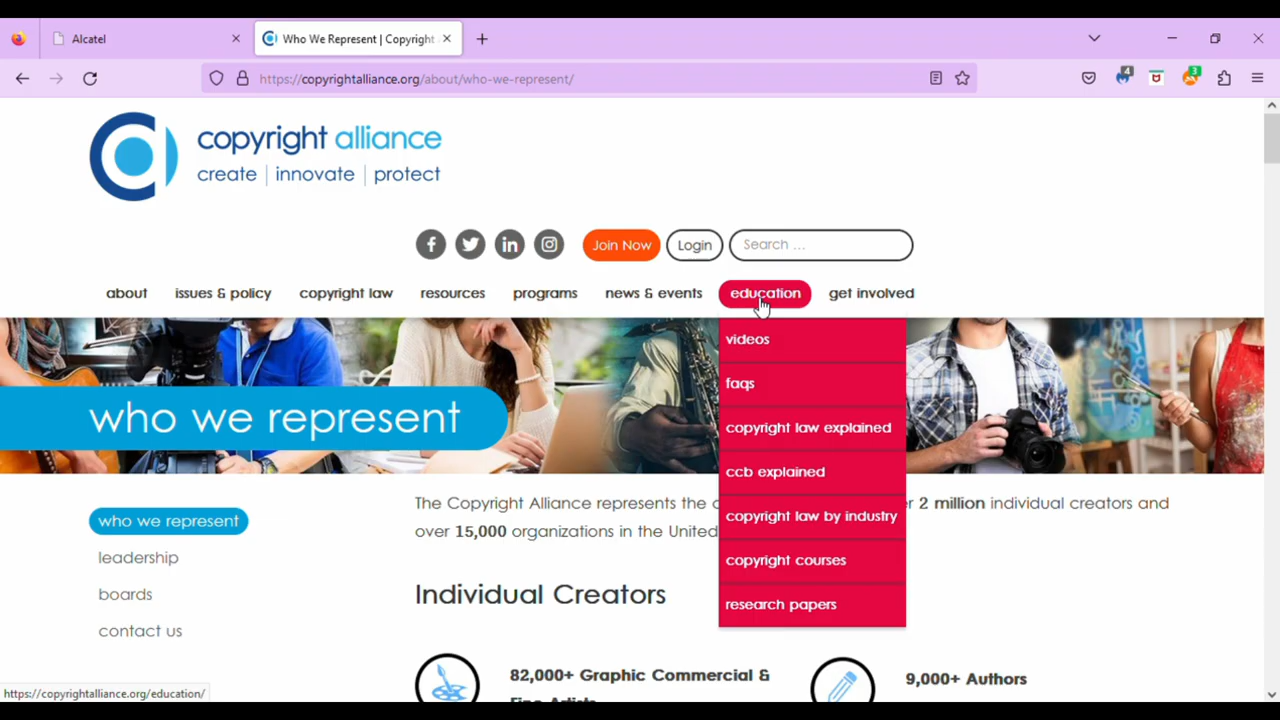 Alcatel
Who We Represent | Copyright
https://copyrightalliance.org/about/who-we-represent/
4
3
copyright alliance
create | innovate | protect
Join Now
Login
Search ...
about
issues & policy
copyright law
resources
programs
news & events
education
get involved
videos
faqs
copyright law explained
ccb explained
copyright law by industry
copyright courses
research papers
who we represent
who we represent
leadership
boards
contact us
The Copyright Alliance represents the 2 million individual creators and
over 15,000 organizations in the United
Individual Creators
82,000+ Graphic Commercial &
Fine Artists
9,000+ Authors
https://copyrightalliance.org/education/